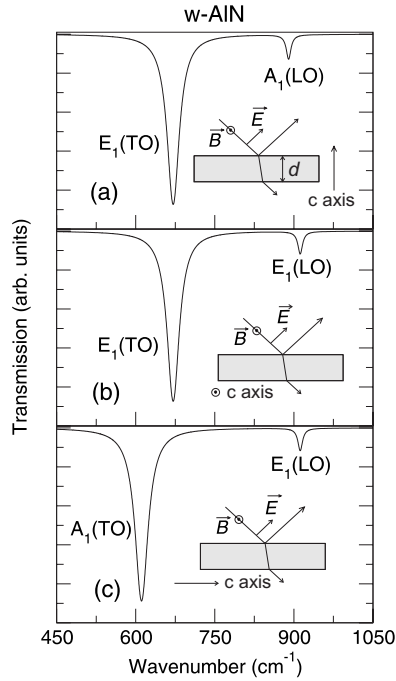 w-AlN
A₁(LO)
E⃗
B⃗
E₁(TO)
d
(a)
c axis
E₁(LO)
E⃗
B⃗
E₁(TO)
(b)
c axis
E₁(LO)
E⃗
B⃗
A₁(TO)
(c)
c axis
450 600 750 900 1050
Wavenumber (cm⁻¹)
Transmission (arb. units)